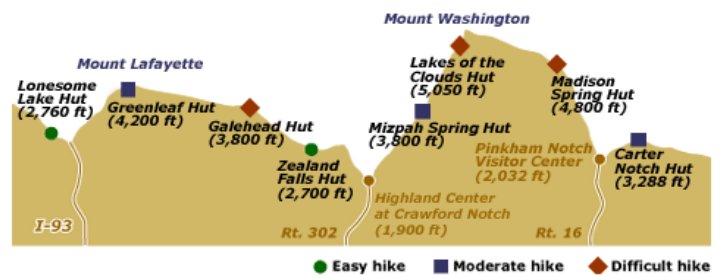 Mount Washington
Mount Lafayette
Lonesome
Lake Hut
(2,760 ft)
Greenleaf Hut
(4,200 ft)
Galehead Hut
(3,800 ft)
Zealand
Falls Hut
(2,700 ft)
Mizpah Spring Hut
(3,800 ft)
Lakes of the
Clouds Hut
(5,050 ft)
Madison
Spring Hut
(4,800 ft)
Pinkham Notch
Visitor Center
(2,032 ft)
Carter
Notch Hut
(3,288 ft)
Highland Center
at Crawford Notch
(1,900 ft)
I-93
Rt. 302
Rt. 16
Easy hike
Moderate hike
Difficult hike